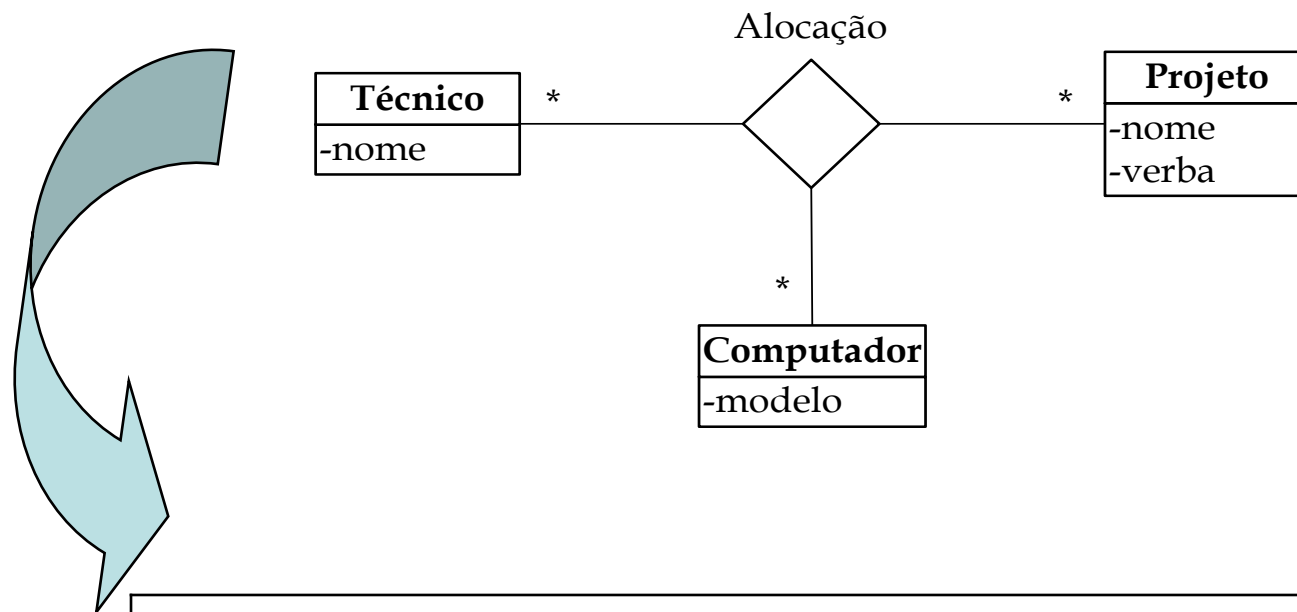 Alocação
Técnico
-nome
*
*
Projeto
-nome
-verba
*
Computador
-modelo